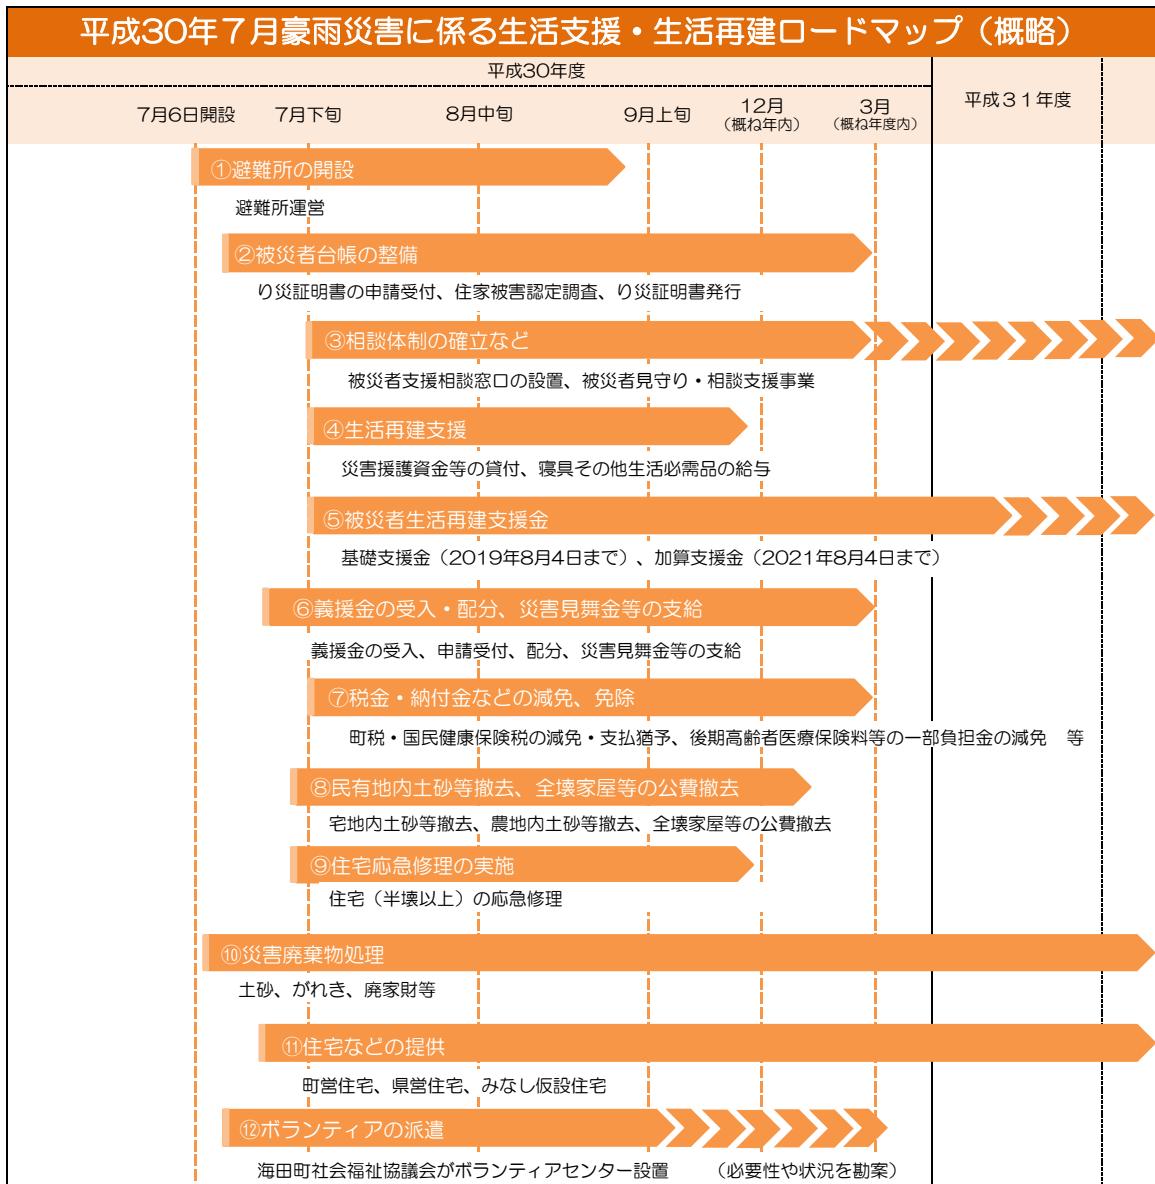 平成30年７月豪雨災害に係る生活支援・生活再建ロードマップ（概略）
平成30年度
平成３１年度
7月6日開設 7月下旬 8月中旬 9月上旬 12月 3月
（概ね年内） （概ね年度内）
①避難所の開設
避難所運営
②被災者台帳の整備
り災証明書の申請受付、住家被害認定調査、り災証明書発行
③相談体制の確立など
被災者支援相談窓口の設置、被災者見守り・相談支援事業
④生活再建支援
災害援護資金等の貸付、寝具その他生活必需品の給与
⑤被災者生活再建支援金
基礎支援金（2019年8月4日まで）、加算支援金（2021年8月4日まで）
⑥義援金の受入・配分、災害見舞金等の支給
義援金の受入、申請受付、配分、災害見舞金等の支給
⑦税金・納付金などの減免、免除
町税・国民健康保険税の減免・支払猶予、後期高齢者医療保険料等の一部負担金の減免　等
⑧民有地内土砂等撤去、全壊家屋等の公費撤去
宅地内土砂等撤去、農地内土砂等撤去、全壊家屋等の公費撤去
⑨住宅応急修理の実施
住宅（半壊以上）の応急修理
⑩災害廃棄物処理
土砂、がれき、廃家財等
⑪住宅などの提供
町営住宅、県営住宅、みなし仮設住宅
⑫ボランティアの派遣
海田町社会福祉協議会がボランティアセンター設置 （必要性や状況を勘案）